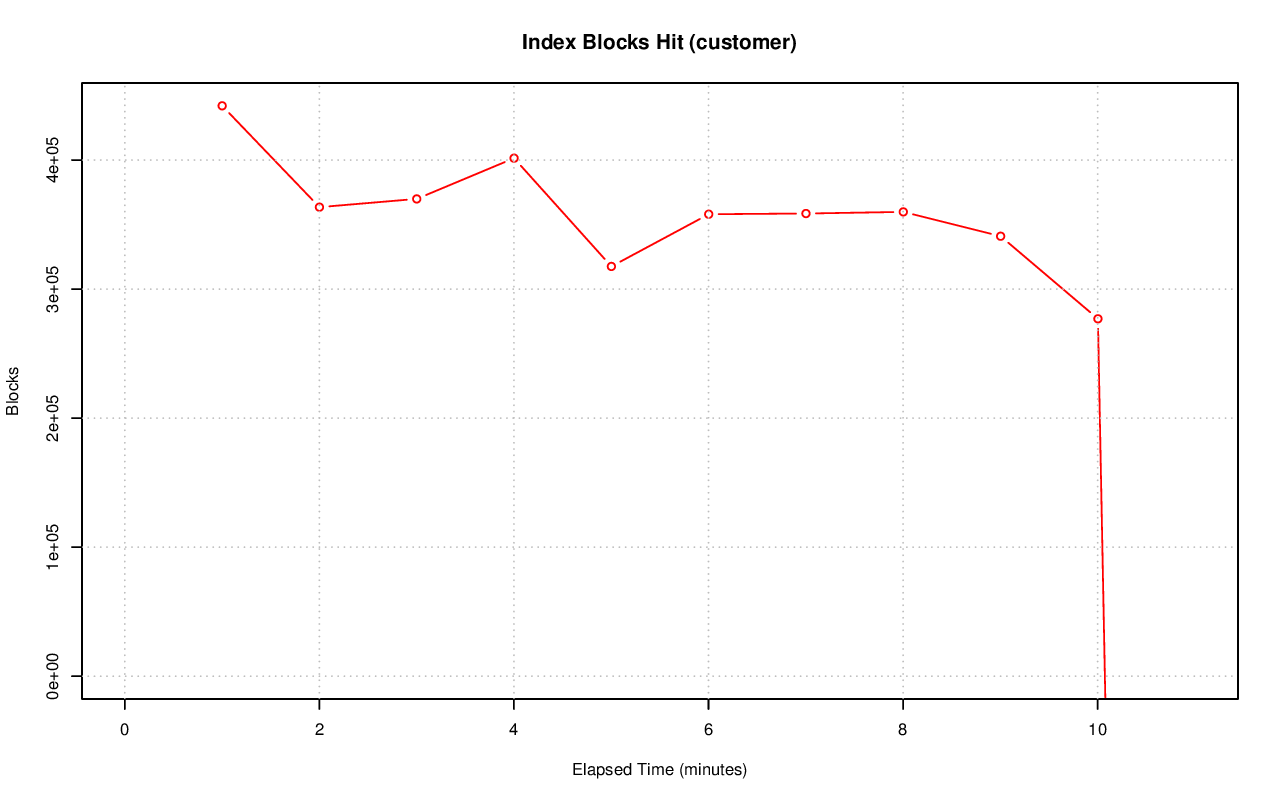 Index Blocks Hit (customer)
Blocks
4e+05
3e+05
2e+05
1e+05
0e+00
0 2 4 6 8 10
Elapsed Time (minutes)